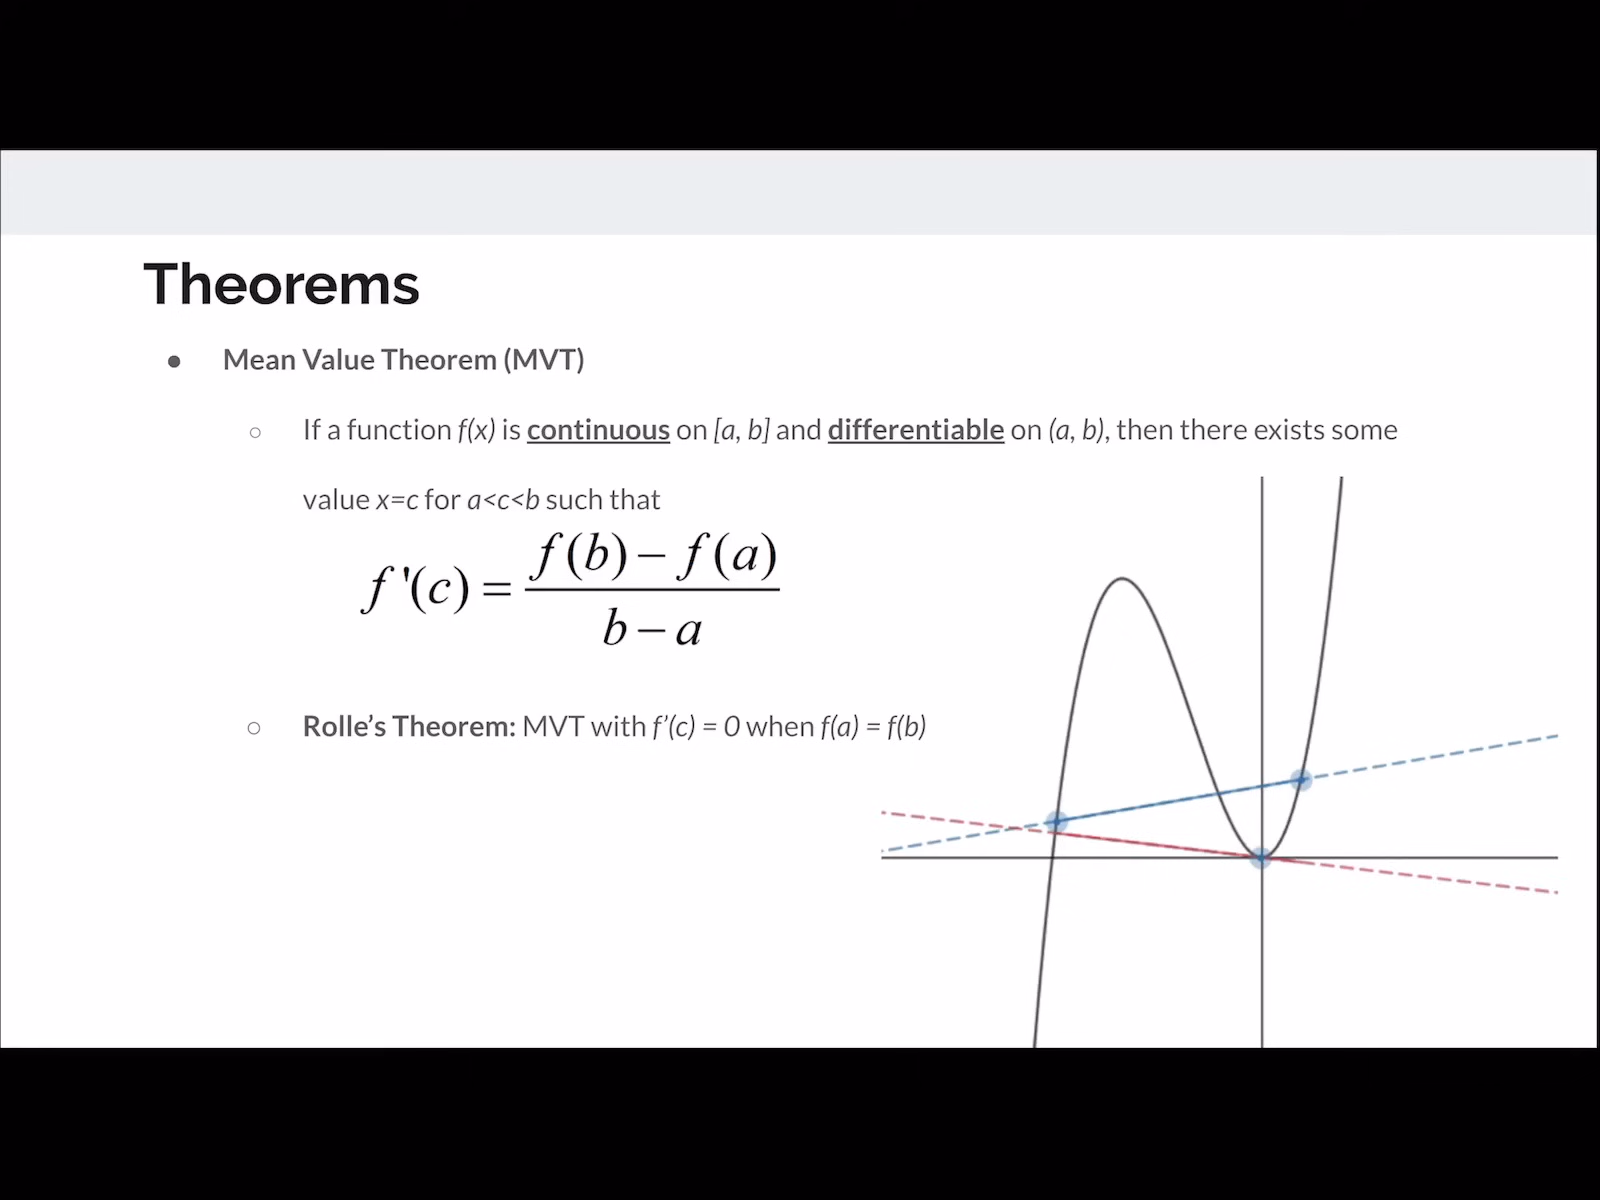 Theorems
● Mean Value Theorem (MVT)
○ If a function f(x) is continuous on [a, b] and differentiable on (a, b), then there exists some
value x=c for a<c<b such that
f '(c) = \frac{f(b) − f(a)}{b − a}
○ Rolle’s Theorem: MVT with f’(c) = 0 when f(a) = f(b)